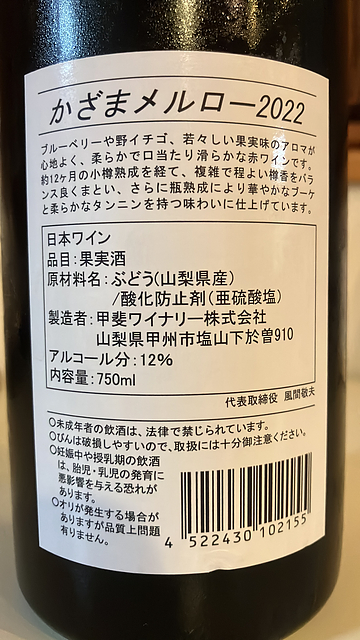 かざまメルロー2022
ブルーベリーや野イチゴ、若々しい果実味のアロマが
心地よく、柔らかで口当たり滑らかな赤ワインです。
約12ヶ月の小樽熟成を経て、複雑で程よい樽香をバラ
ンス良くまとい、さらに瓶熟成により華やかなブーケ
と柔らかなタンニンを持つ味わいに仕上げています。
日本ワイン
品目：果実酒
原材料名：ぶどう(山梨県産)
/酸化防止剤（亜硫酸塩）
製造者：甲斐ワイナリー株式会社
山梨県甲州市塩山下於曽910
アルコール分：12%
内容量：750ml
代表取締役 風間敬夫
○未成年者の飲酒は、法律で禁じられています。
○びんは破損しやすいので、取扱には十分御注意ください。
○妊娠中や授乳期の飲酒
は、胎児・乳児の発育に
悪影響を与える恐れが
あります。
○オリが発生する場合が
ありますが品質上問題
有りません。
4 522430 102155